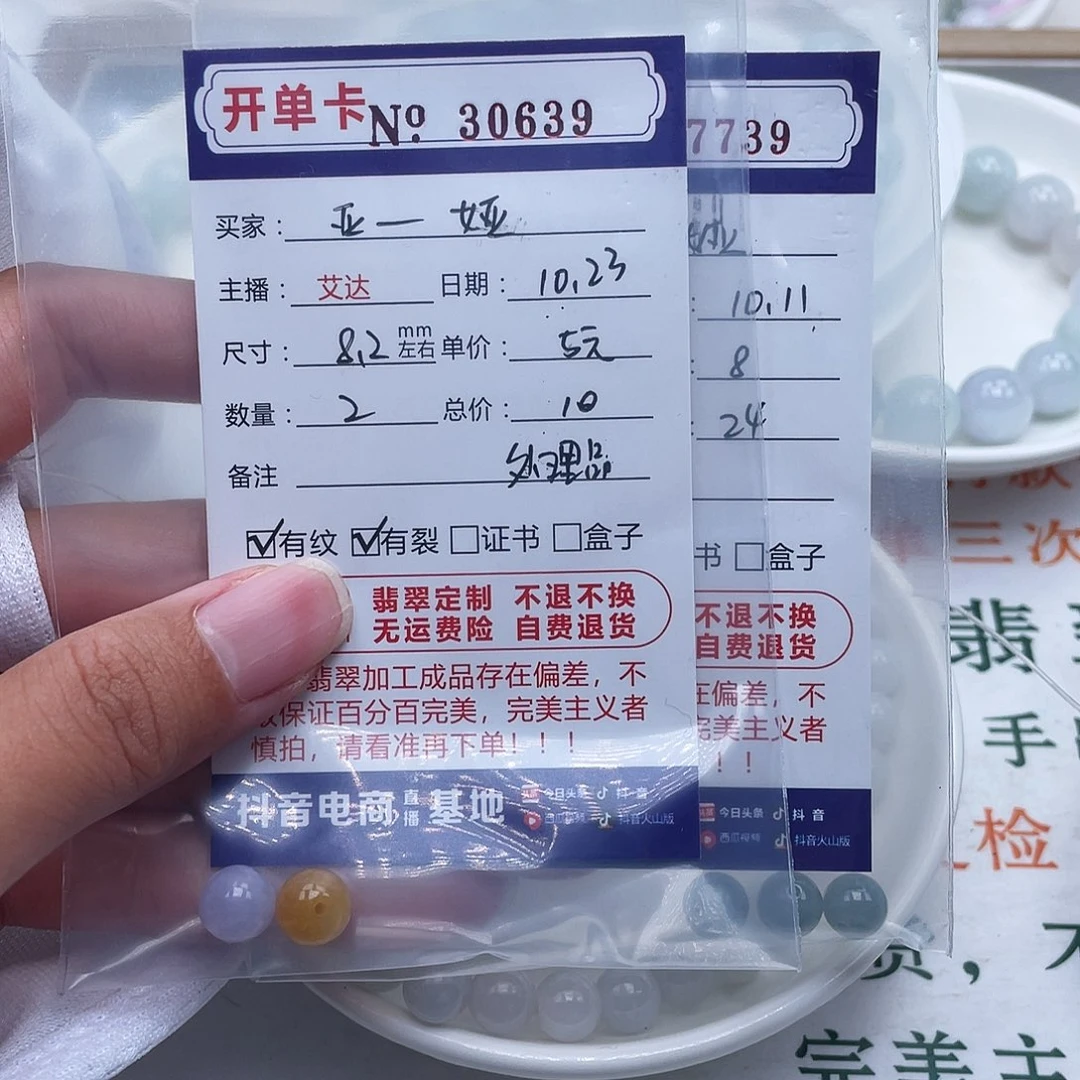 开单卡 Nº 30639
买家： 亚一娅
主播： 艾达 日期： 10.23
尺寸： 8.2 mm左右 单价： 5元
数量： 2 总价： 10
备注 处理品
☑有纹 ☑有裂 □证书 □盒子
翡翠定制 不退不换
无运费险 自费退货
翡翠加工成品存在偏差，不
保证百分百完美，完美主义者
慎拍，请看准再下单！！！
抖音电商直播基地 今日头条 抖音
西瓜视频 抖音火山版
7739
： 10.11
： 8
： 24
书 □盒子
不退不换
自费退货
在偏差，不
完美主义者
！！
今日头条 抖音
西瓜视频 抖音火山版
三次
翡
手
检
，不
完美主